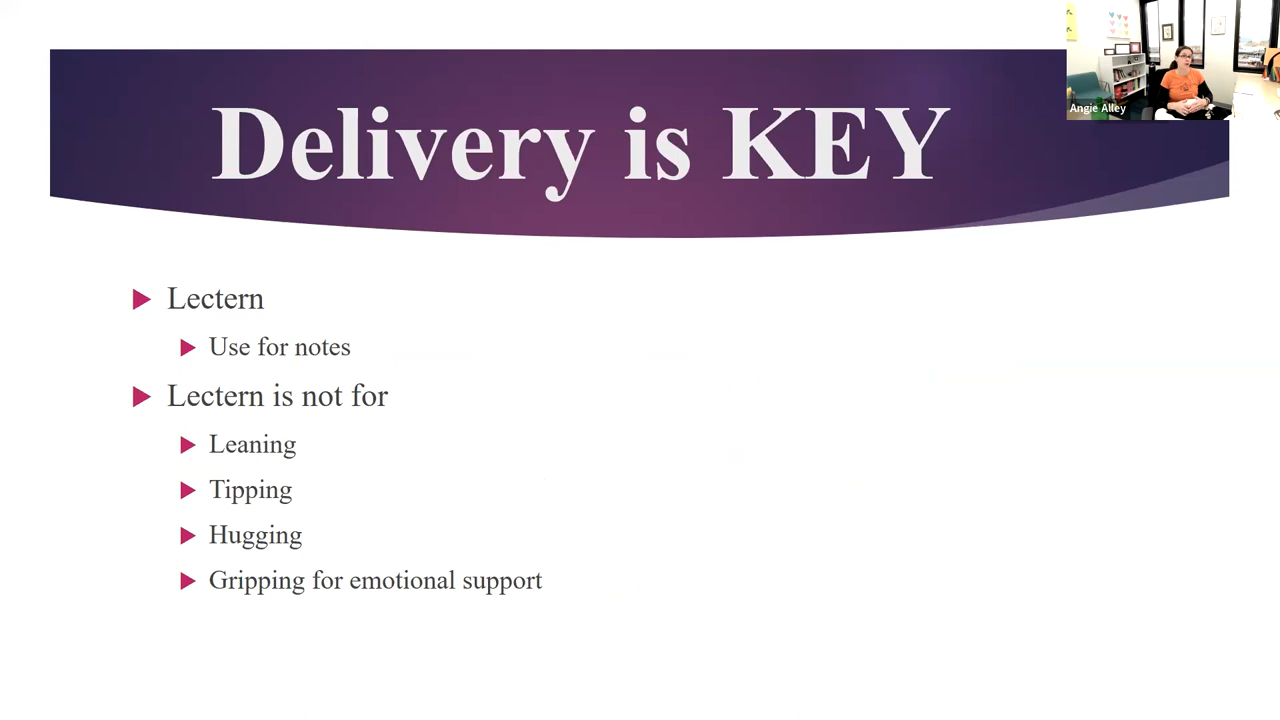 Delivery is KEY
Angie Alley
Lectern
Use for notes
Lectern is not for
Leaning
Tipping
Hugging
Gripping for emotional support